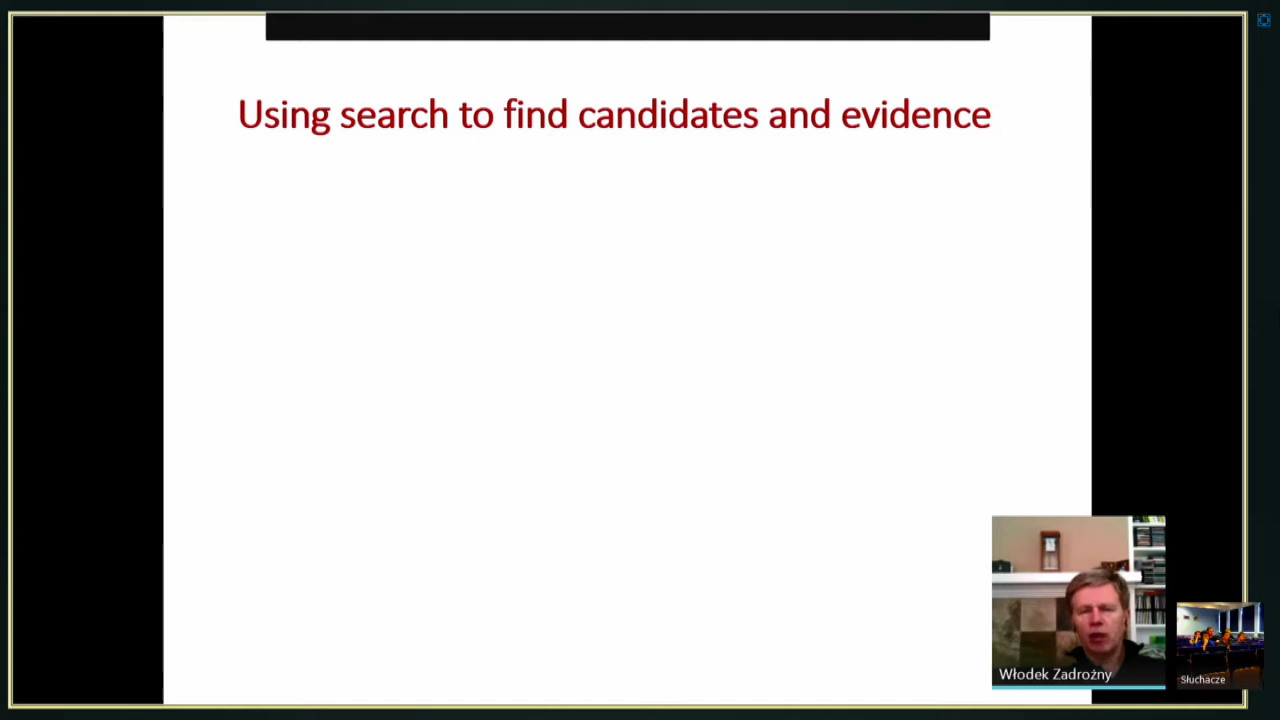 Using search to find candidates and evidence
Włodek Zadrożny
Słuchacze